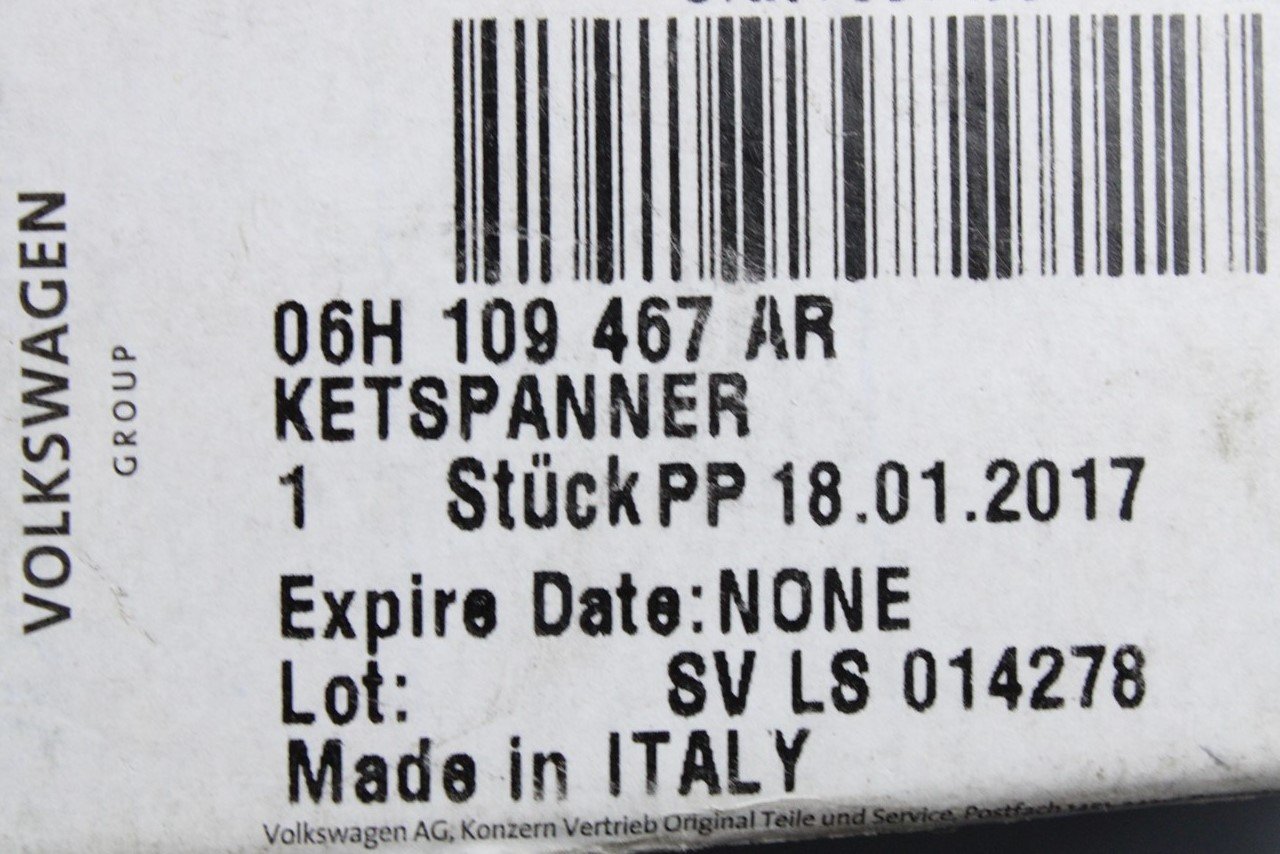 VOLKSWAGEN
GROUP
06H 109 467 AR
KETSPANNER
1 Stück PP 18.01.2017
Expire Date:NONE
Lot: SV LS 014278
Made in ITALY
Volkswagen AG, Konzern Vertrieb Original Teile und Service, Postfach